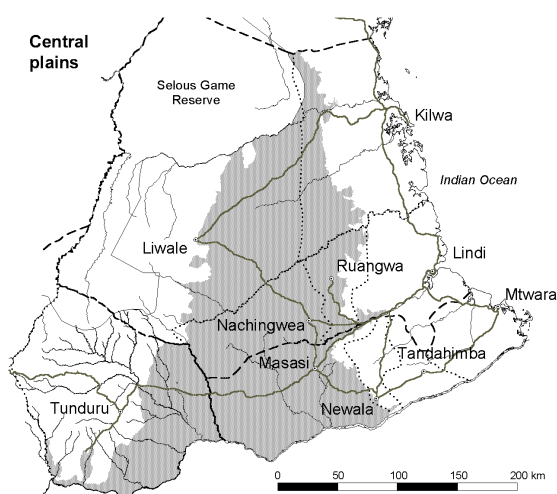 Central
plains
Selous Game
Reserve
Kilwa
Indian Ocean
Liwale
Lindi
Ruangwa
Mtwara
Nachingwea
Tandahimba
Masasi
Tunduru
Newala
0 50 100 150 200 km